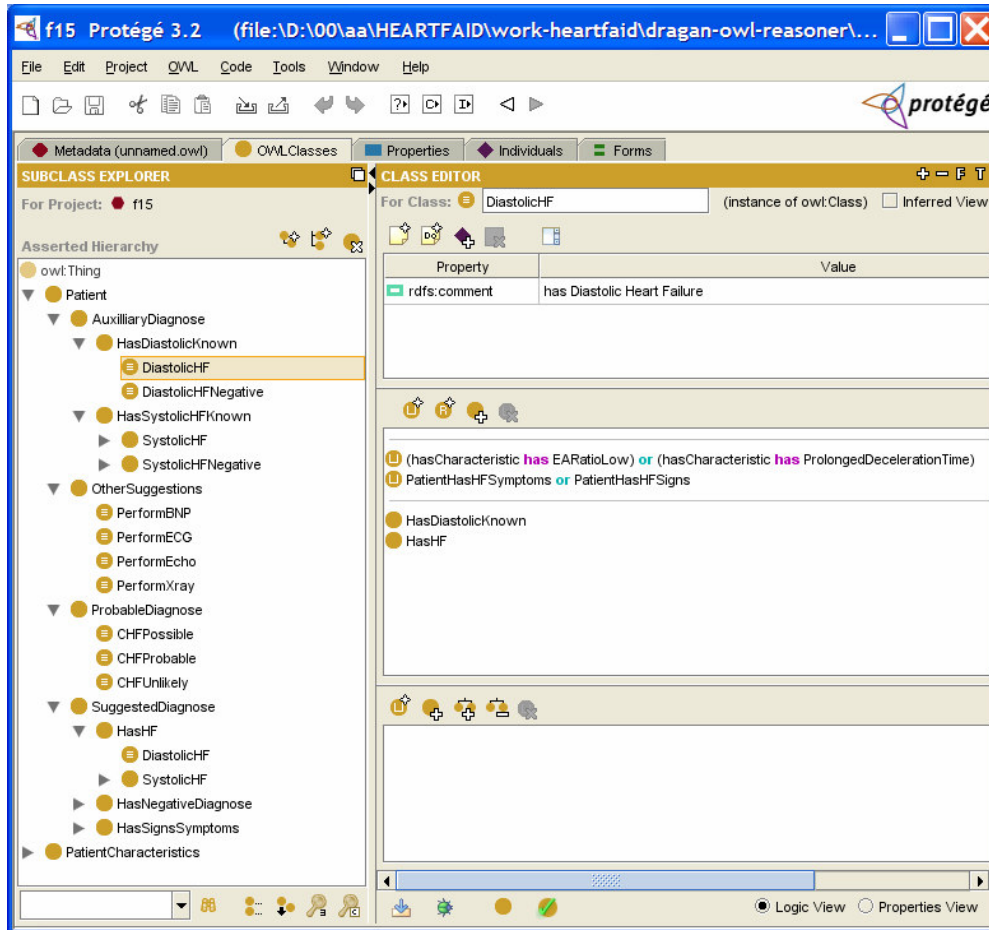 f15 Protégé 3.2 (file:\D:\00\aa\HEARTFAID\work-heartfaid\dragan-owl-reasoner\...
File Edit Project OWL Code Tools Window Help
protégé
Metadata (unnamed.owl) OWLClasses Properties Individuals Forms
SUBCLASS EXPLORER
For Project: f15
Asserted Hierarchy
owl:Thing
Patient
AuxilliaryDiagnose
HasDiastolicKnown
DiastolicHF
DiastolicHFNegative
HasSystolicHFKnown
SystolicHF
SystolicHFNegative
OtherSuggestions
PerformBNP
PerformECG
PerformEcho
PerformXray
ProbableDiagnose
CHFPossible
CHFProbable
CHFUnlikely
SuggestedDiagnose
HasHF
DiastolicHF
SystolicHF
HasNegativeDiagnose
HasSignsSymptoms
PatientCharacteristics
CLASS EDITOR
F T
For Class: DiastolicHF (instance of owl:Class) Inferred View
Property Value
rdfs:comment has Diastolic Heart Failure
(hasCharacteristic has EARatioLow) or (hasCharacteristic has ProlongedDecelerationTime)
PatientHasHFSymptoms or PatientHasHFSigns
HasDiastolicKnown
HasHF
Logic View Properties View